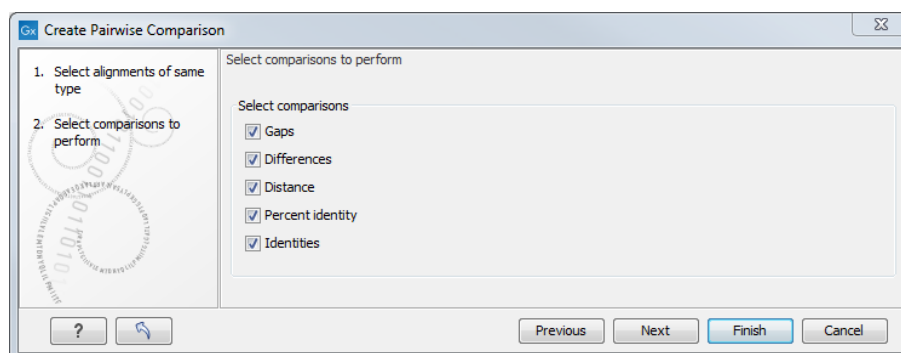 Gx Create Pairwise Comparison
1. Select alignments of same
type
2. Select comparisons to
perform
Select comparisons to perform
Select comparisons
Gaps
Differences
Distance
Percent identity
Identities
?
Previous
Next
Finish
Cancel